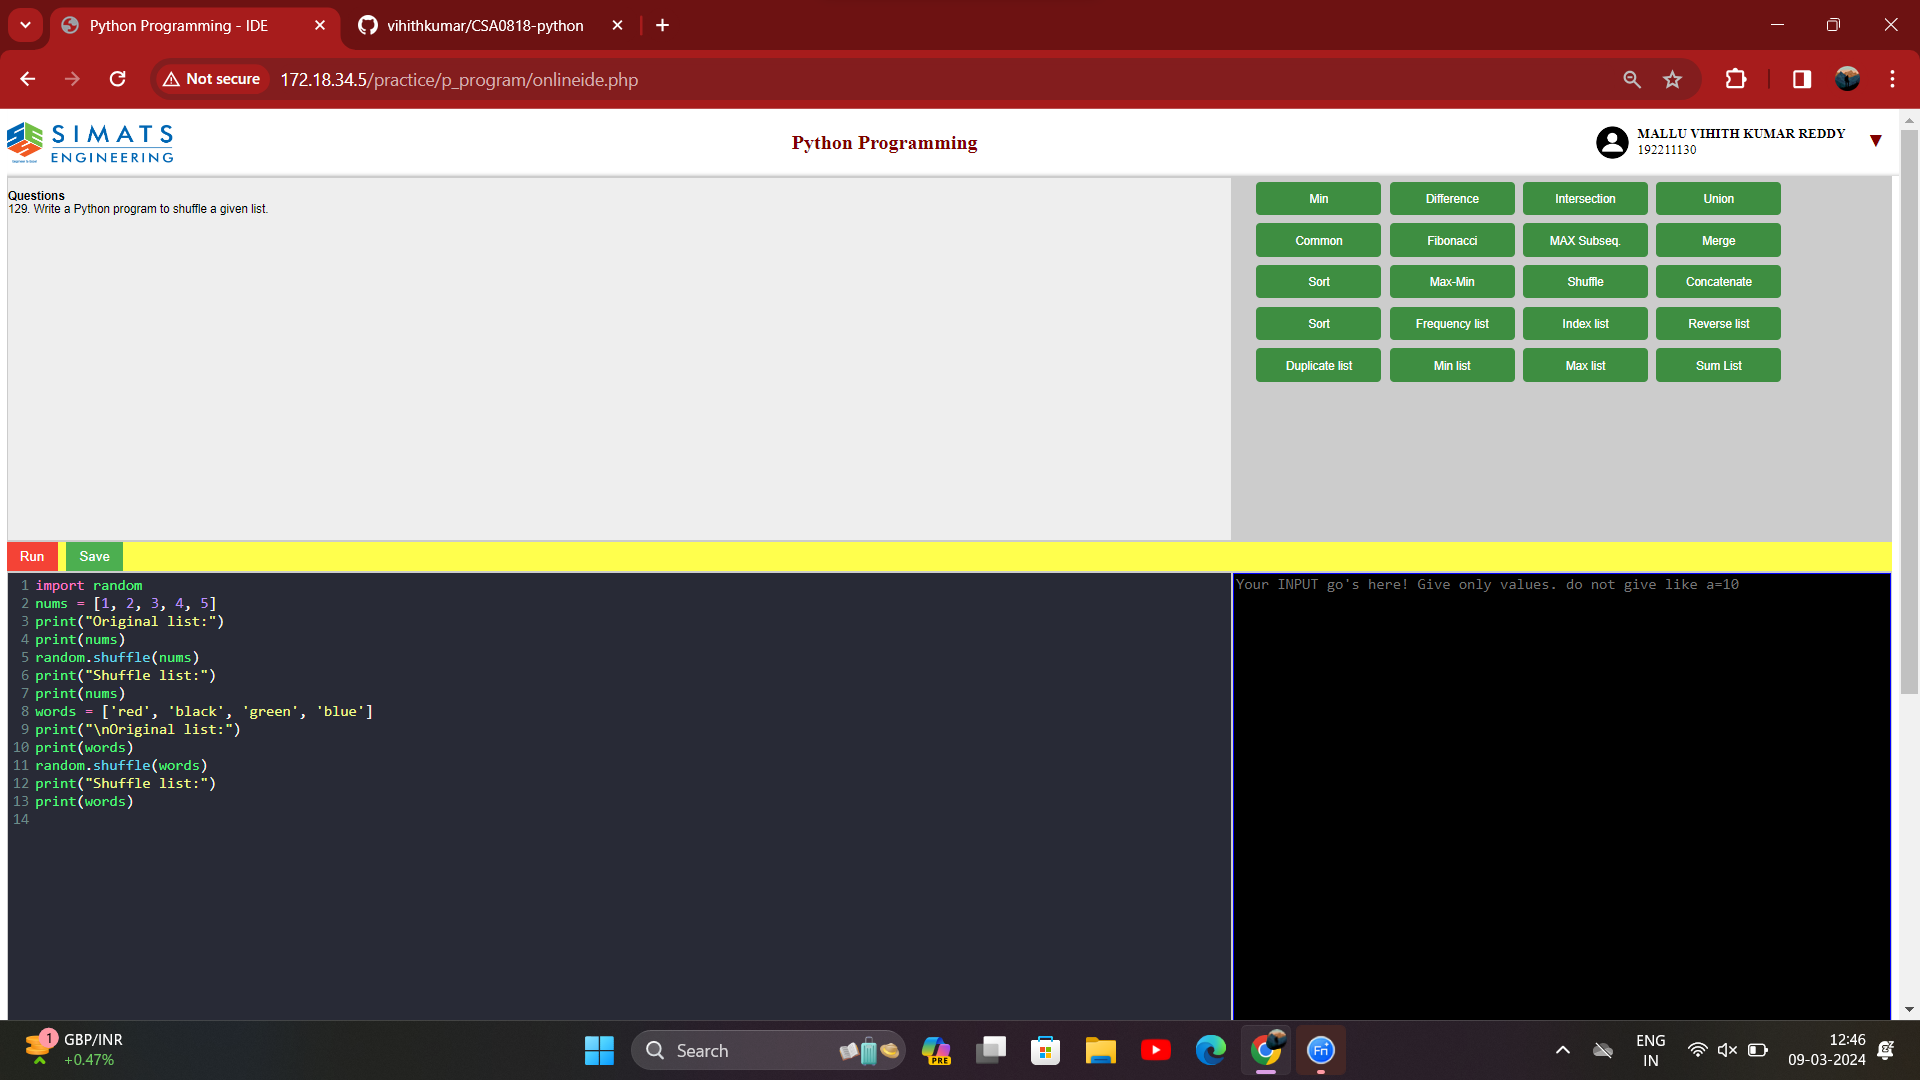 Python Programming - IDE
vihithkumar/CSA0818-python
Not secure
172.18.34.5/practice/p_program/onlineide.php
SIMATS
ENGINEERING
Python Programming
MALLU VIHITH KUMAR REDDY
192211130
Questions
129. Write a Python program to shuffle a given list.
Min
Difference
Intersection
Union
Common
Fibonacci
MAX Subseq.
Merge
Sort
Max-Min
Shuffle
Concatenate
Sort
Frequency list
Index list
Reverse list
Duplicate list
Min list
Max list
Sum List
Run
Save
1 import random
2 nums = [1, 2, 3, 4, 5]
3 print("Original list:")
4 print(nums)
5 random.shuffle(nums)
6 print("Shuffle list:")
7 print(nums)
8 words = ['red', 'black', 'green', 'blue']
9 print("\nOriginal list:")
10 print(words)
11 random.shuffle(words)
12 print("Shuffle list:")
13 print(words)
14
Your INPUT go's here! Give only values. do not give like a=10
1
GBP/INR
+0.47%
Search
PRE
Fn
ENG
IN
12:46
09-03-2024